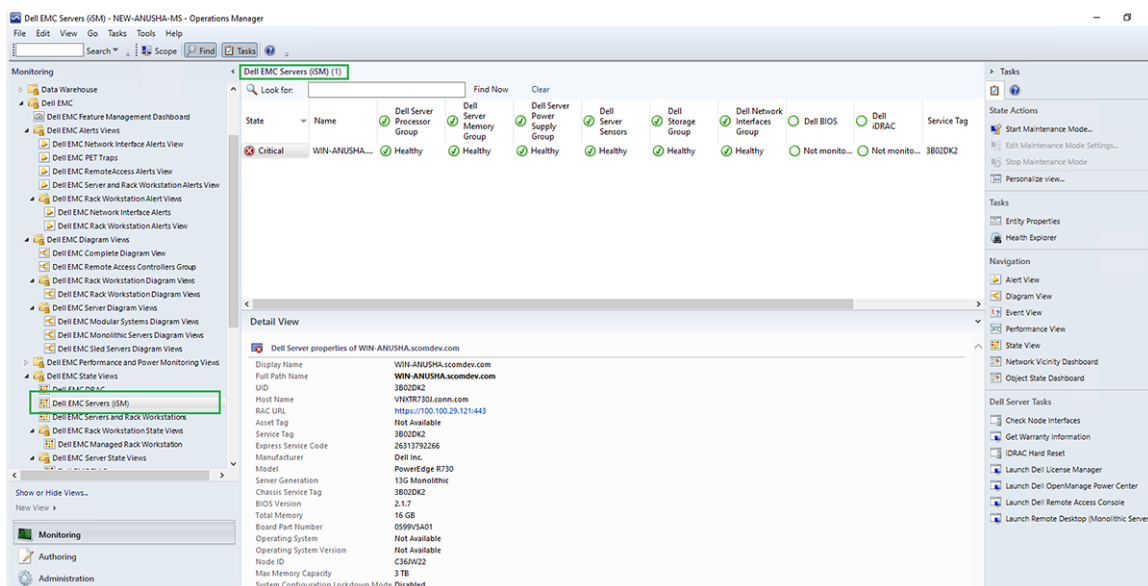 Dell EMC Servers (iSM) - NEW-ANUSHA-MS - Operations Manager
File Edit View Go Tasks Tools Help
Search Scope Find Tasks
Monitoring
Data Warehouse
Dell EMC
Dell EMC Feature Management Dashboard
Dell EMC Alerts Views
Dell EMC Network Interface Alerts View
Dell EMC PET Traps
Dell EMC RemoteAccess Alerts View
Dell EMC Server and Rack Workstation Alerts View
Dell EMC Rack Workstation Alert Views
Dell EMC Network Interface Alerts
Dell EMC Rack Workstation Alerts View
Dell EMC Diagram Views
Dell EMC Complete Diagram View
Dell EMC Remote Access Controllers Group
Dell EMC Rack Workstation Diagram Views
Dell EMC Rack Workstation Diagram Views
Dell EMC Server Diagram Views
Dell EMC Modular Systems Diagram Views
Dell EMC Monolithic Servers Diagram Views
Dell EMC Sled Servers Diagram Views
Dell EMC Performance and Power Monitoring Views
Dell EMC State Views
Dell EMC DRAC
Dell EMC Servers (iSM)
Dell EMC Servers and Rack Workstations
Dell EMC Rack Workstation State Views
Dell EMC Managed Rack Workstation
Dell EMC Server State Views
Show or Hide Views...
New View
Monitoring
Authoring
Administration
Dell EMC Servers (iSM) (1)
Look for: Find Now Clear
State Name Dell Server Processor Group Dell Server Memory Group Dell Server Power Supply Group Dell Server Sensors Dell Storage Group Dell Network Interfaces Group Dell BIOS Dell iDRAC Service Tag
Critical WIN-ANUSHA.... Healthy Healthy Healthy Healthy Healthy Healthy Not monito... Not monito... 3B02DK2
Detail View
Dell Server properties of WIN-ANUSHA.scomdev.com
Display Name WIN-ANUSHA.scomdev.com
Full Path Name WIN-ANUSHA.scomdev.com
UID 3B02DK2
Host Name VNXTR730J.conn.com
RAC URL https://100.100.29.121:443
Asset Tag Not Available
Service Tag 3B02DK2
Express Service Code 26313792266
Manufacturer Dell Inc.
Model PowerEdge R730
Server Generation 13G Monolithic
Chassis Service Tag 3B02DK2
BIOS Version 2.1.7
Total Memory 16 GB
Board Part Number 0599V5A01
Operating System Not Available
Operating System Version Not Available
Node ID C36JW22
Max Memory Capacity 3 TB
System Configuration Lockdown Mode Disabled
Tasks
State Actions
Start Maintenance Mode...
Edit Maintenance Mode Settings...
Stop Maintenance Mode
Personalize view...
Tasks
Entity Properties
Health Explorer
Navigation
Alert View
Diagram View
Event View
Performance View
State View
Network Vicinity Dashboard
Object State Dashboard
Dell Server Tasks
Check Node Interfaces
Get Warranty Information
iDRAC Hard Reset
Launch Dell License Manager
Launch Dell OpenManage Power Center
Launch Dell Remote Access Console
Launch Remote Desktop (Monolithic Server